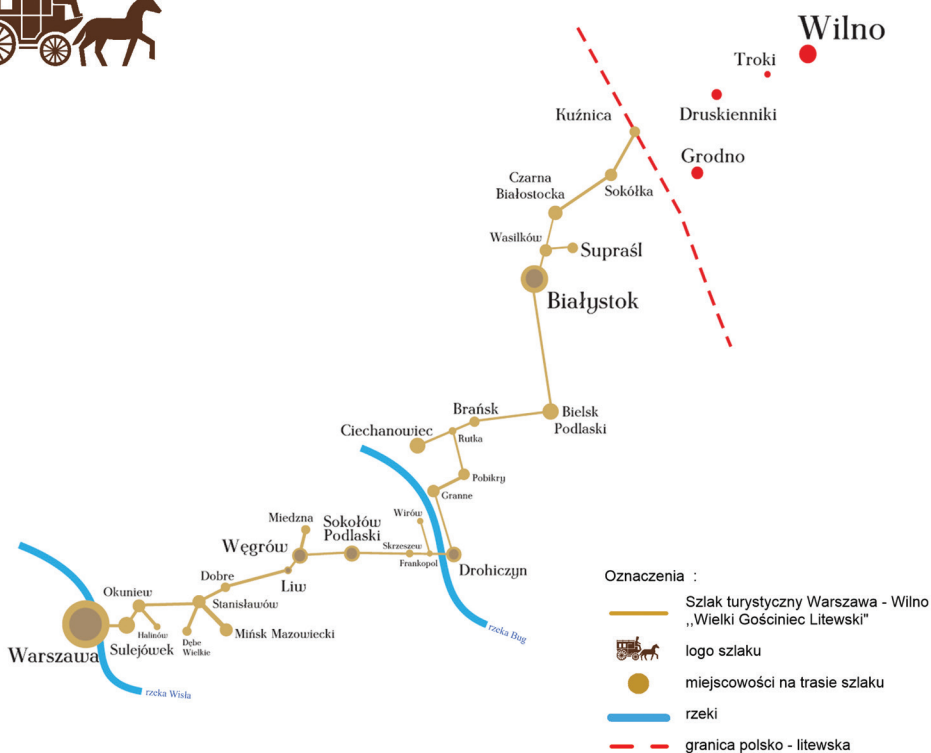 Wilno
Troki
Druskienniki
Kuźnica
Grodno
Czarna
Białostocka
Sokółka
Wasilków
Supraśl
Białystok
Brańsk
Bielsk
Podlaski
Ciechanowiec
Rutka
Pobikry
Granne
Wirów
Miedzna
Sokołów
Podlaski
Węgrów
Skrzeszew
Frankopol
Drohiczyn
Liw
Dobre
Okuniew
Stanisławów
Halinów
Dębe
Wielkie
Mińsk Mazowiecki
Sulejówek
Warszawa
rzeka Bug
rzeka Wisła
Oznaczenia :
Szlak turystyczny Warszawa - Wilno
,,Wielki Gościniec Litewski"
logo szlaku
miejscowości na trasie szlaku
rzeki
granica polsko - litewska